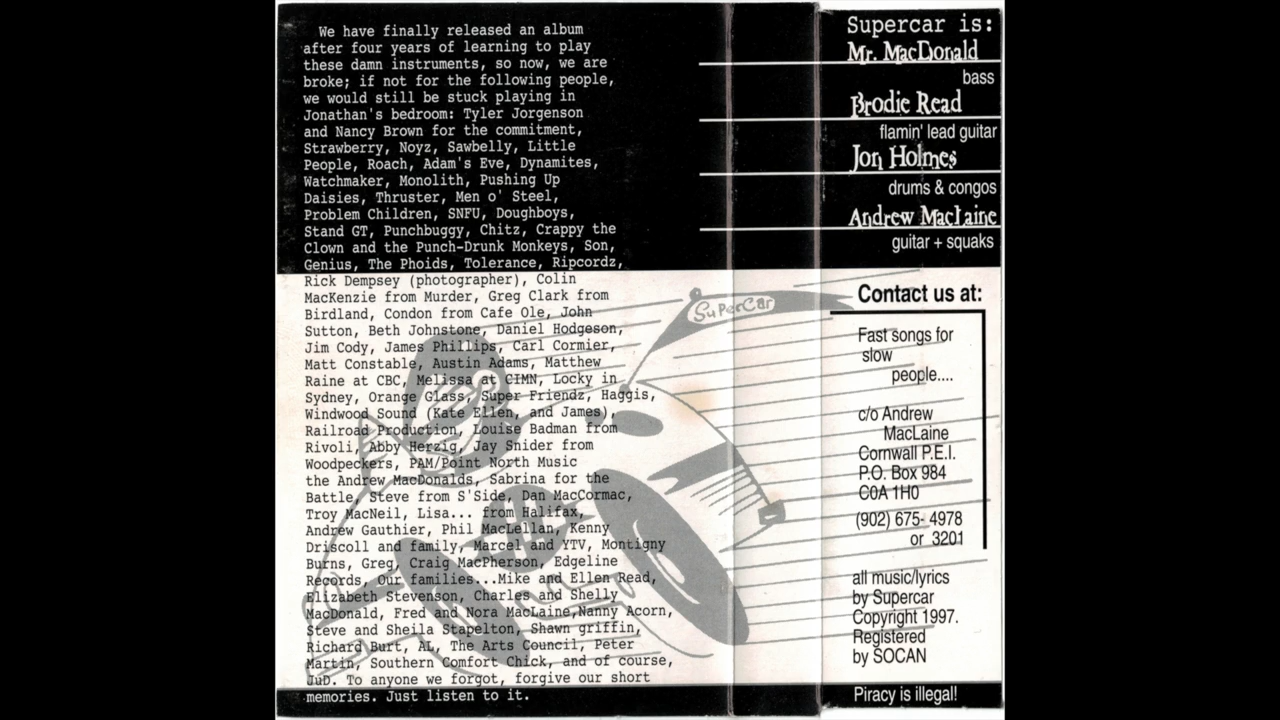 We have finally released an album
after four years of learning to play
these damn instruments, so now, we are
broke; if not for the following people,
we would still be stuck playing in
Jonathan's bedroom: Tyler Jorgenson
and Nancy Brown for the commitment,
Strawberry, Noyz, Sawbelly, Little
People, Roach, Adam's Eve, Dynamites,
Watchmaker, Monolith, Pushing Up
Daisies, Thruster, Men o' Steel,
Problem Children, SNFU, Doughboys,
Stand GT, Punchbuggy, Chitz, Crappy the
Clown and the Punch-Drunk Monkeys, Son,
Genius, The Phoids, Tolerance, Ripcordz,
Rick Dempsey (photographer), Colin
MacKenzie from Murder, Greg Clark from
Birdland, Condon from Cafe Ole, John
Sutton, Beth Johnstone, Daniel Hodgeson,
Jim Cody, James Phillips, Carl Cormier,
Matt Constable, Austin Adams, Matthew
Raine at CBC, Melissa at CIMN, Locky in
Sydney, Orange Glass, Super Friendz, Haggis,
Windwood Sound (Kate Ellen, and James),
Railroad Production, Louise Badman from
Rivoli, Abby Herzig, Jay Snider from
Woodpeckers, PAM/Point North Music
the Andrew MacDonalds, Sabrina for the
Battle, Steve from S'Side, Dan MacCormac,
Troy MacNeil, Lisa... from Halifax,
Andrew Gauthier, Phil MacLellan, Kenny
Driscoll and family, Marcel and YTV, Montigny
Burns, Greg, Craig MacPherson, Edgeline
Records, Our families...Mike and Ellen Read,
Elizabeth Stevenson, Charles and Shelly
MacDonald, Fred and Nora MacLaine,Nanny Acorn,
Steve and Sheila Stapelton, Shawn griffin,
Richard Burt, AL, The Arts Council, Peter
Martin, Southern Comfort Chick, and of course,
JuD. To anyone we forgot, forgive our short
memories. Just listen to it.
SuPerCar
Supercar is:
Mr. MacDonald
bass
Brodie Read
flamin' lead guitar
Jon Holmes
drums & congos
Andrew MacLaine
guitar + squaks
Contact us at:
Fast songs for
slow
people....
c/o Andrew
MacLaine
Cornwall P.E.I.
P.O. Box 984
C0A 1H0
(902) 675- 4978
or 3201
all music/lyrics
by Supercar
Copyright 1997.
Registered
by SOCAN
Piracy is illegal!